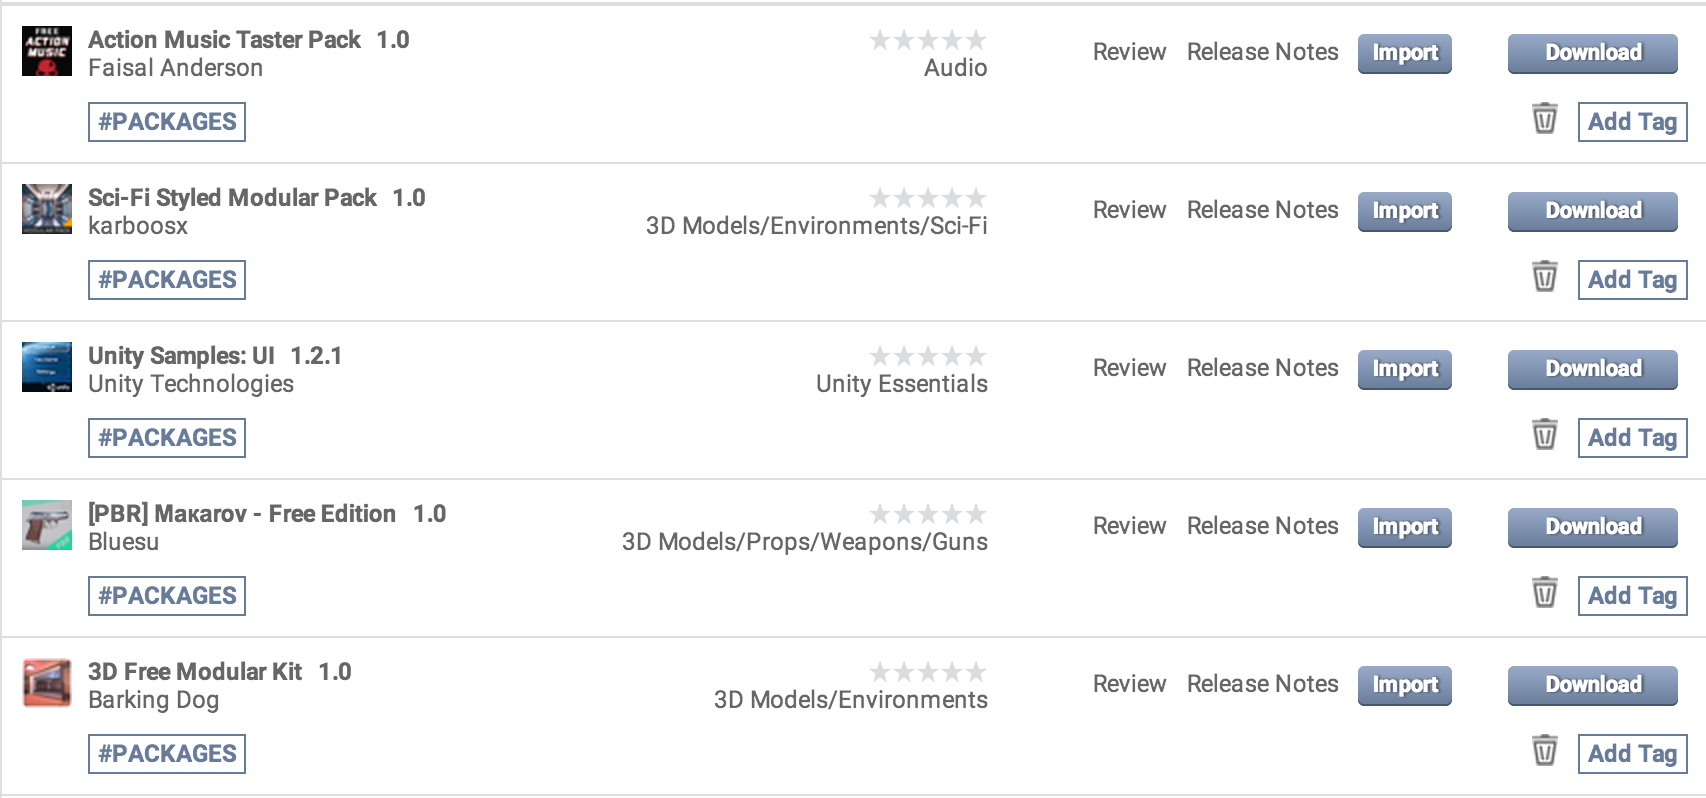 FREE
ACTION
MUSIC
Action Music Taster Pack 1.0
Faisal Anderson
Audio
Review Release Notes Import Download
#PACKAGES
Add Tag
Sci-Fi Styled Modular Pack 1.0
karboosx
3D Models/Environments/Sci-Fi
Review Release Notes Import Download
#PACKAGES
Add Tag
Unity Samples: UI 1.2.1
Unity Technologies
Unity Essentials
Review Release Notes Import Download
#PACKAGES
Add Tag
[PBR] Makarov - Free Edition 1.0
Bluesu
3D Models/Props/Weapons/Guns
Review Release Notes Import Download
#PACKAGES
Add Tag
3D Free Modular Kit 1.0
Barking Dog
3D Models/Environments
Review Release Notes Import Download
#PACKAGES
Add Tag